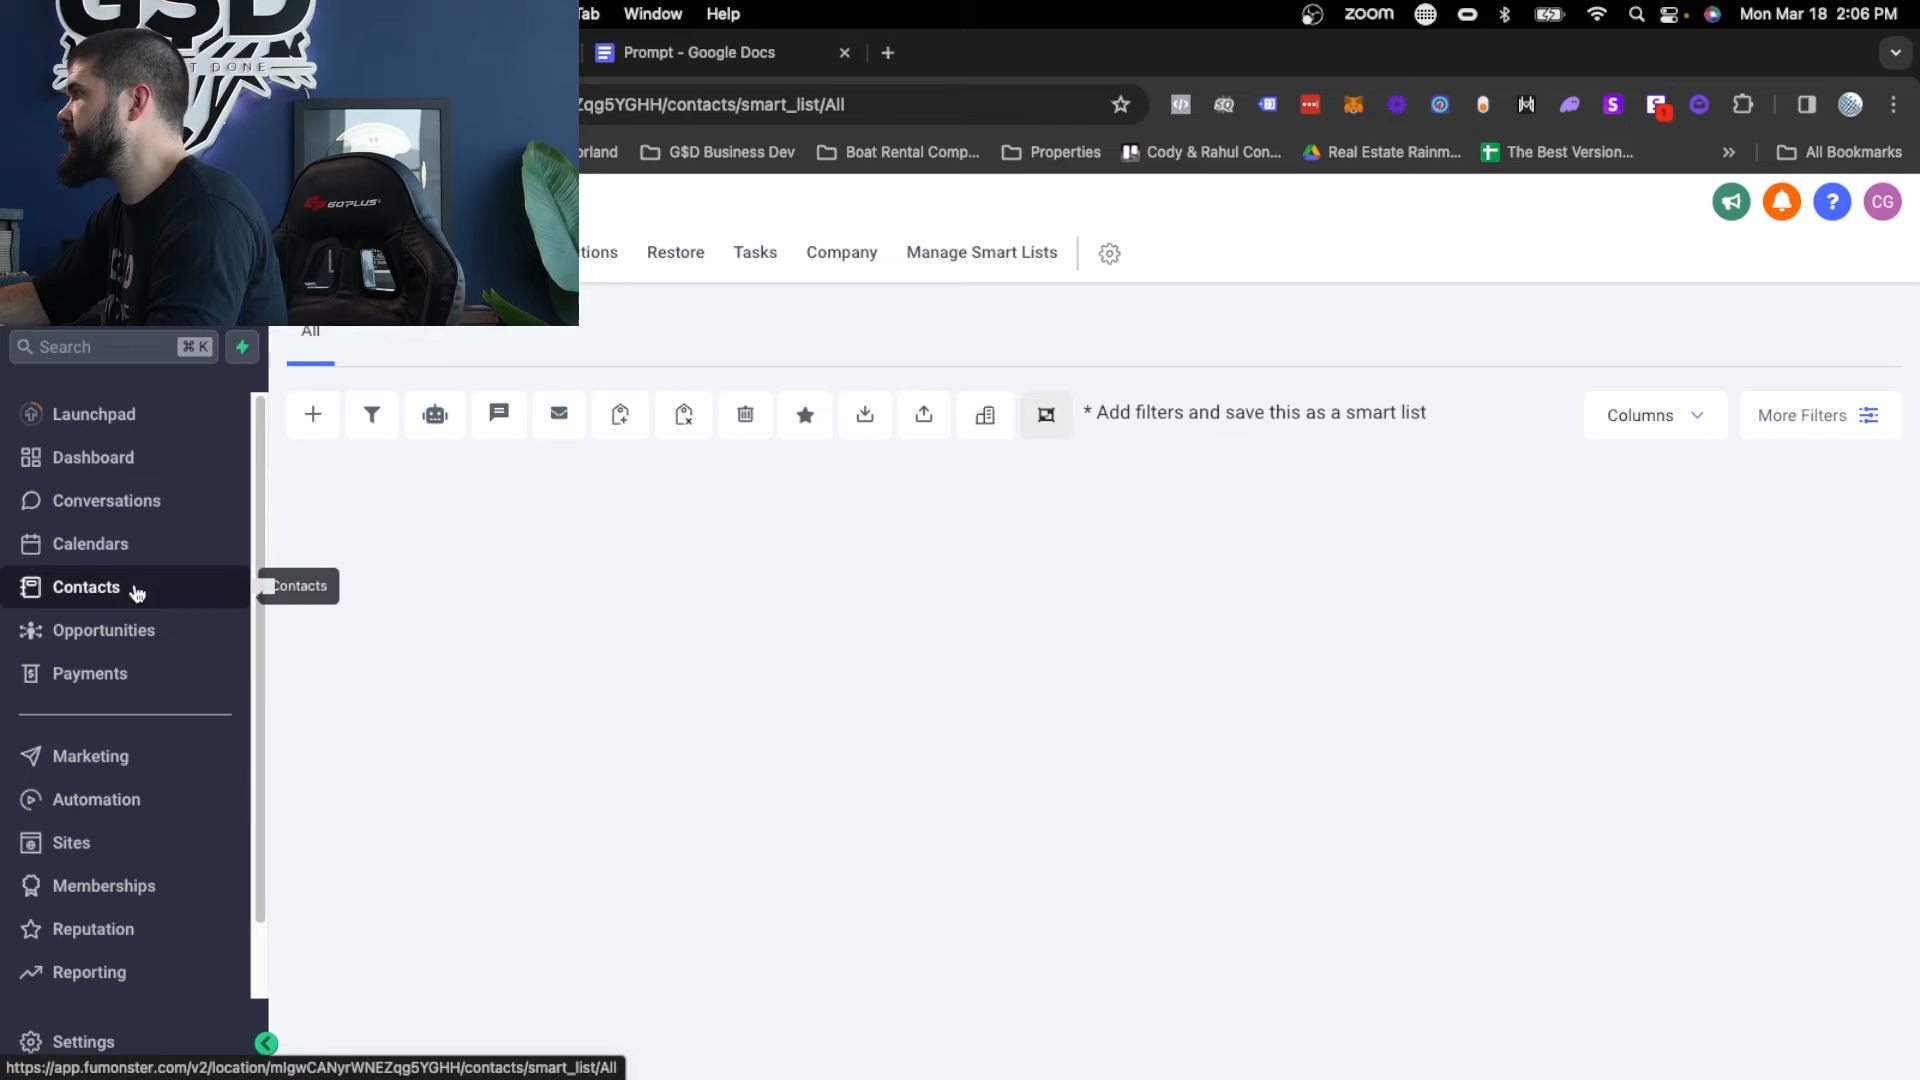 Tab Window Help
zoom
Mon Mar 18 2:06 PM
Prompt - Google Docs
Zqg5YGHH/contacts/smart_list/All
orland
G$D Business Dev
Boat Rental Comp...
Properties
Cody & Rahul Con...
Real Estate Rainm...
The Best Version...
All Bookmarks
CG
tions
Restore
Tasks
Company
Manage Smart Lists
G$D
T DONE
GOPLUS
All
Search
⌘ K
* Add filters and save this as a smart list
Columns
More Filters
Launchpad
Dashboard
Conversations
Calendars
Contacts
Contacts
Opportunities
Payments
Marketing
Automation
Sites
Memberships
Reputation
Reporting
Settings
https://app.fumonster.com/v2/location/mIgwCANyrWNEZqg5YGHH/contacts/smart_list/All